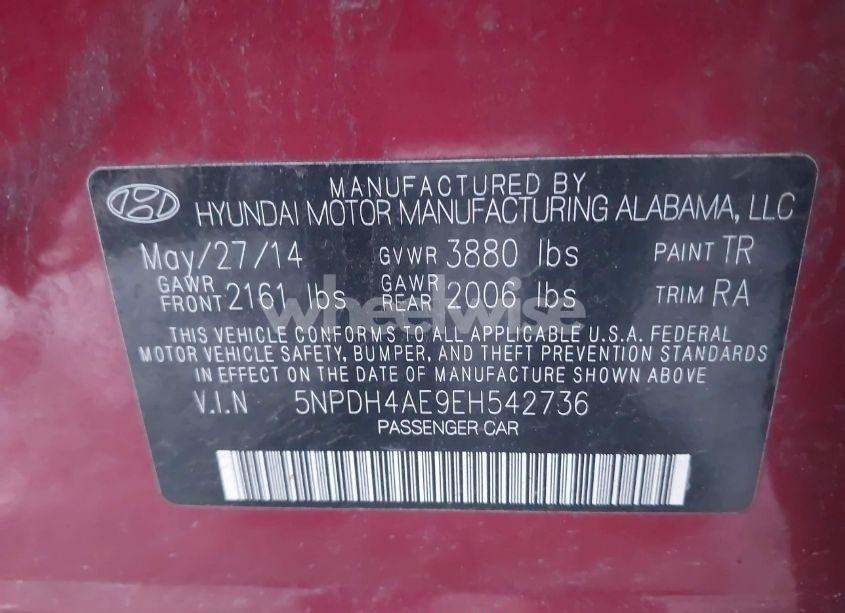 MANUFACTURED BY
HYUNDAI MOTOR MANUFACTURING ALABAMA, LLC
May/27/14 GVWR 3880 lbs PAINT TR
GAWR FRONT 2161 lbs GAWR REAR 2006 lbs TRIM RA
wheelwise
THIS VEHICLE CONFORMS TO ALL APPLICABLE U.S.A. FEDERAL
MOTOR VEHICLE SAFETY, BUMPER, AND THEFT PREVENTION STANDARDS
IN EFFECT ON THE DATE OF MANUFACTURE SHOWN ABOVE
V.I.N 5NPDH4AE9EH542736
PASSENGER CAR